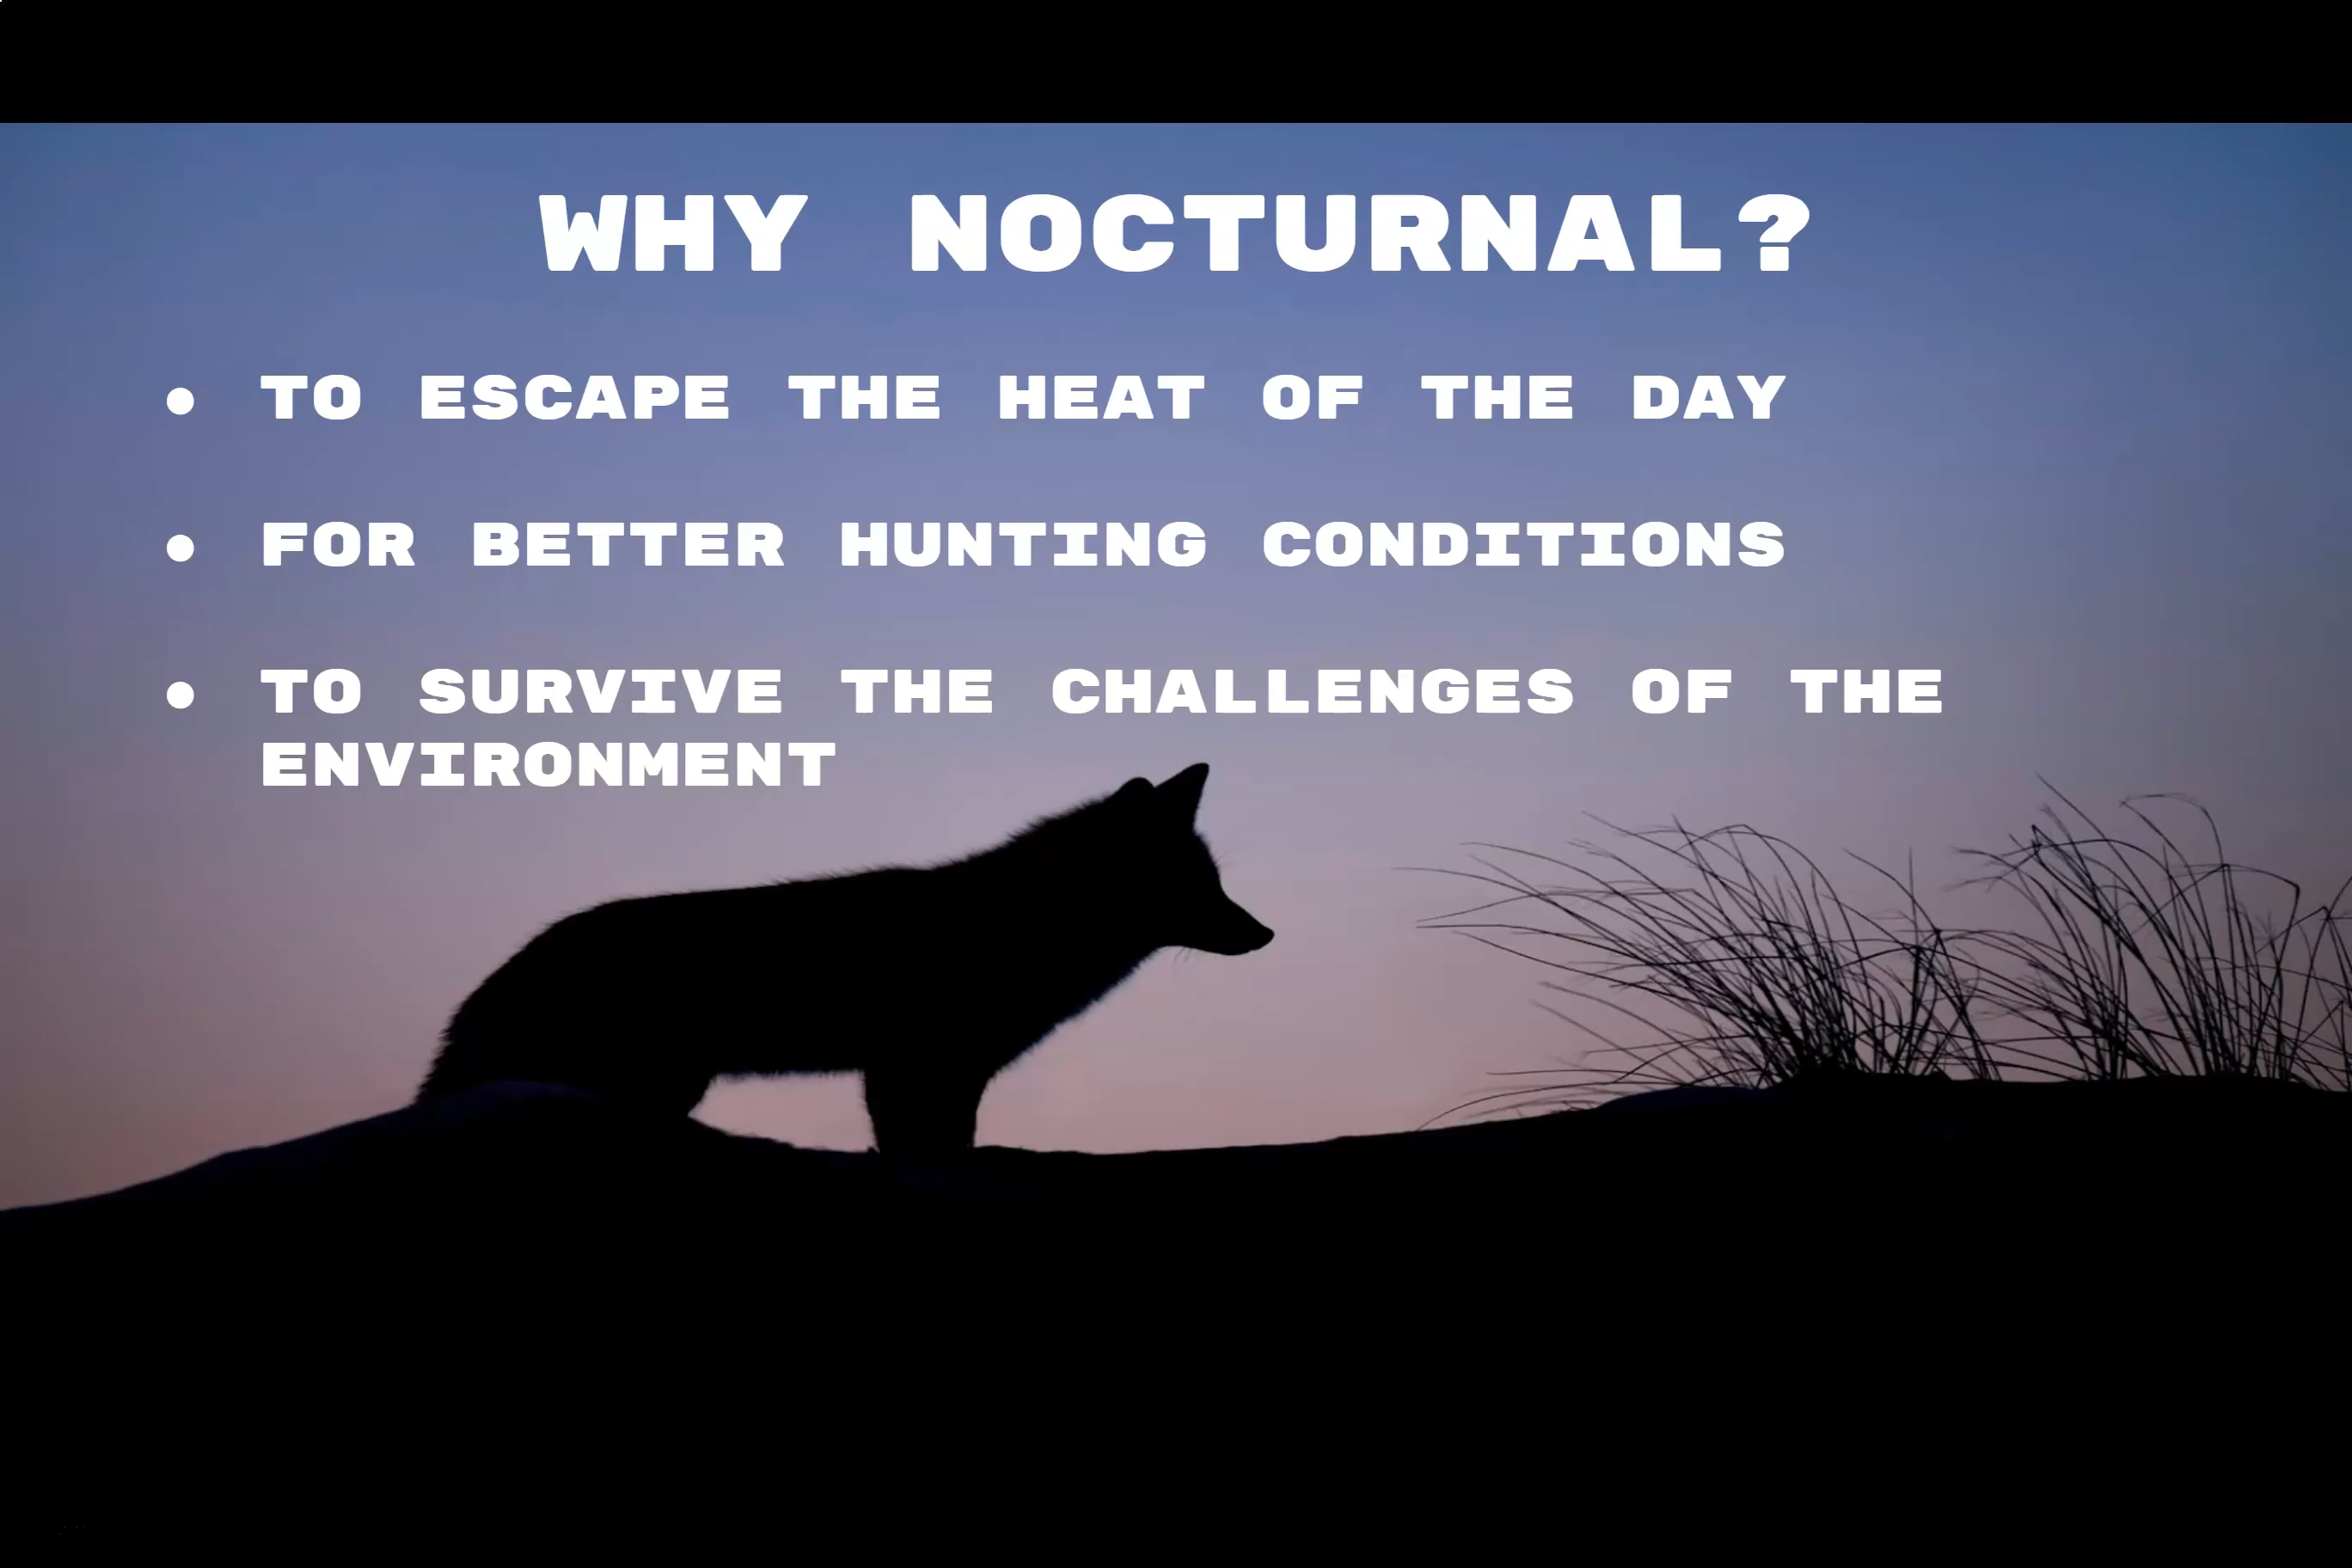 WHY NOCTURNAL?
• TO ESCAPE THE HEAT OF THE DAY
• FOR BETTER HUNTING CONDITIONS
• TO SURVIVE THE CHALLENGES OF THE
ENVIRONMENT